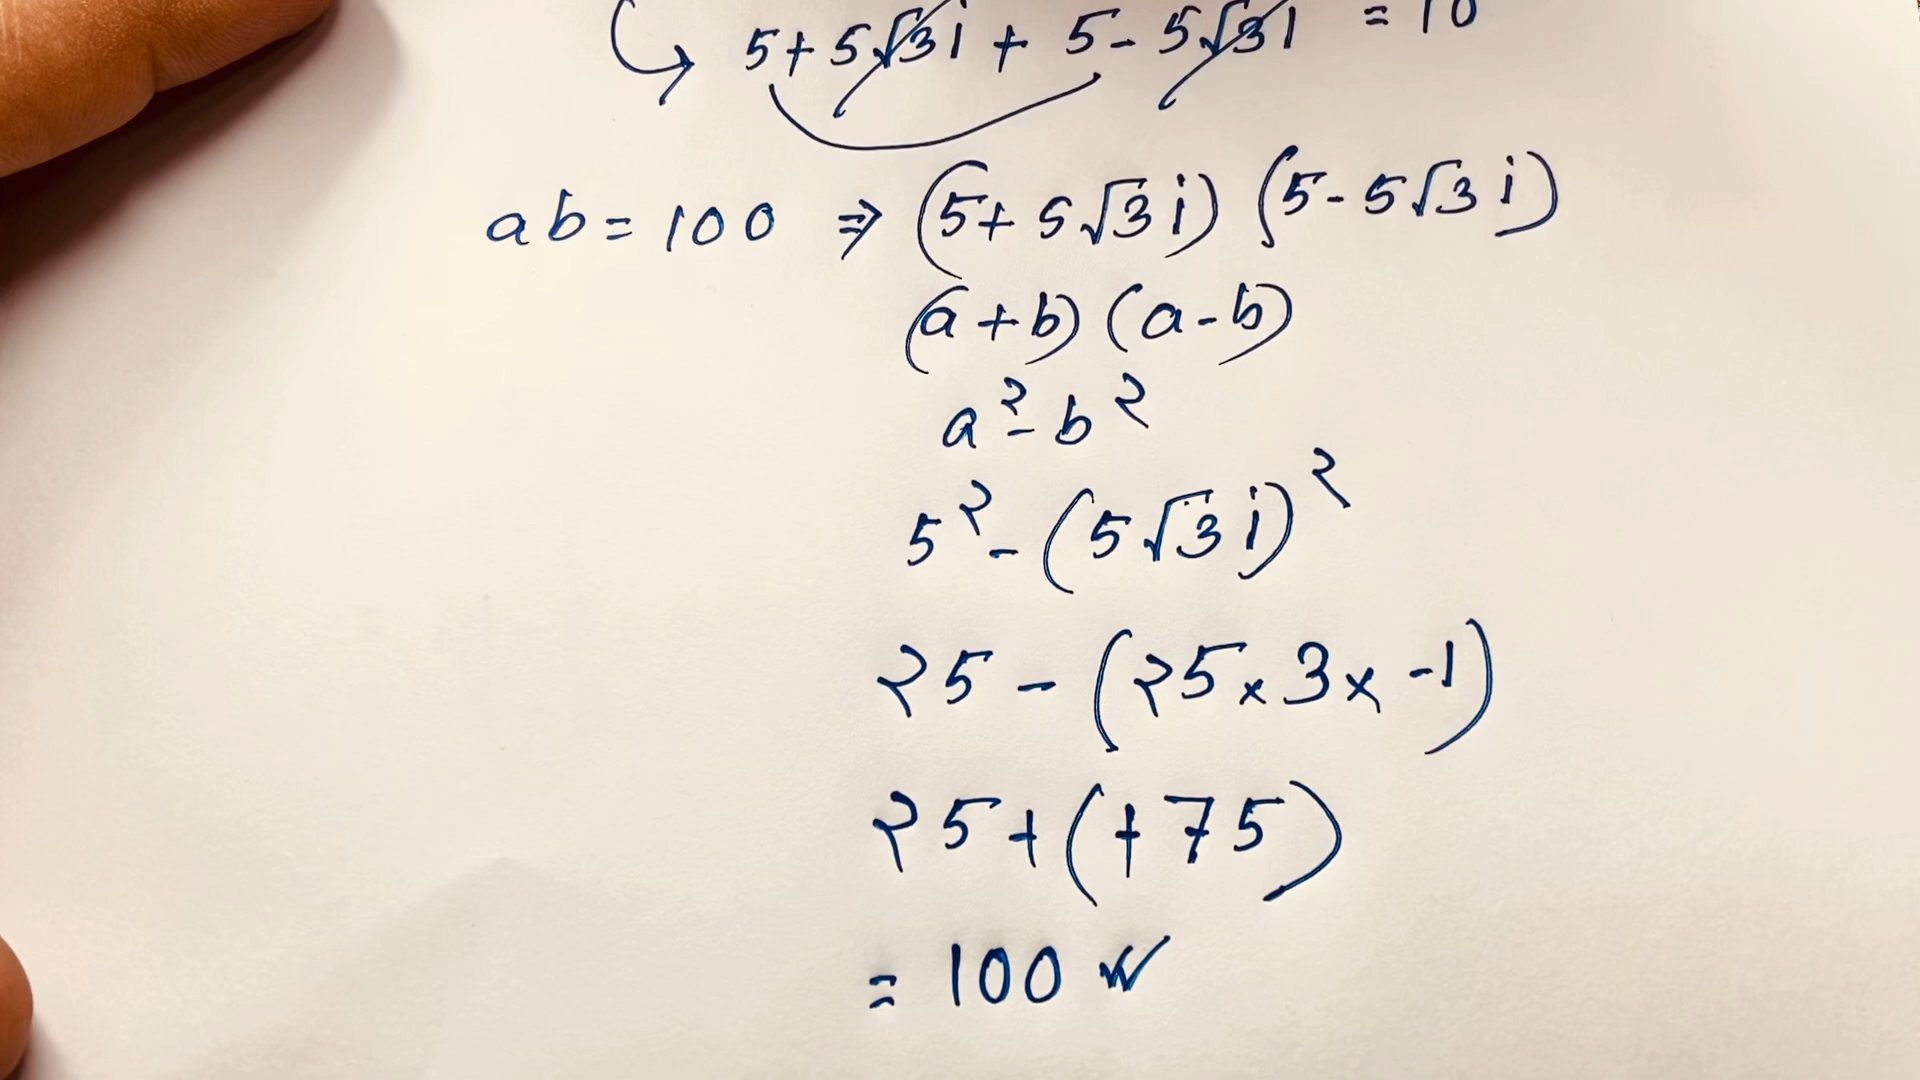 5+5√3i + 5-5√3i = 10
ab = 100 ⇒ (5+5√3i) (5-5√3i)
(a+b) (a-b)
a²-b²
5²-(5√3i)²
25-(25×3×-1)
25+(+75)
= 100